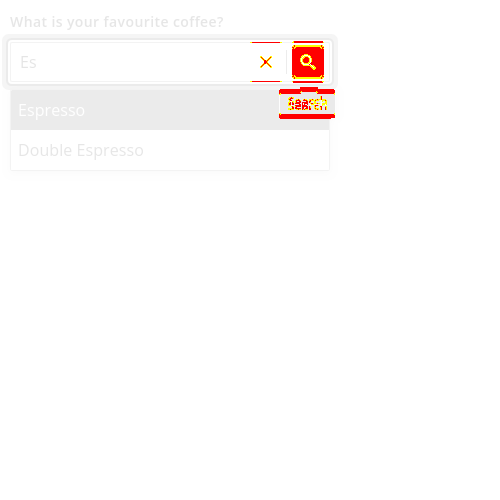 What is your favourite coffee?
Es
Espresso
Search
Double Espresso